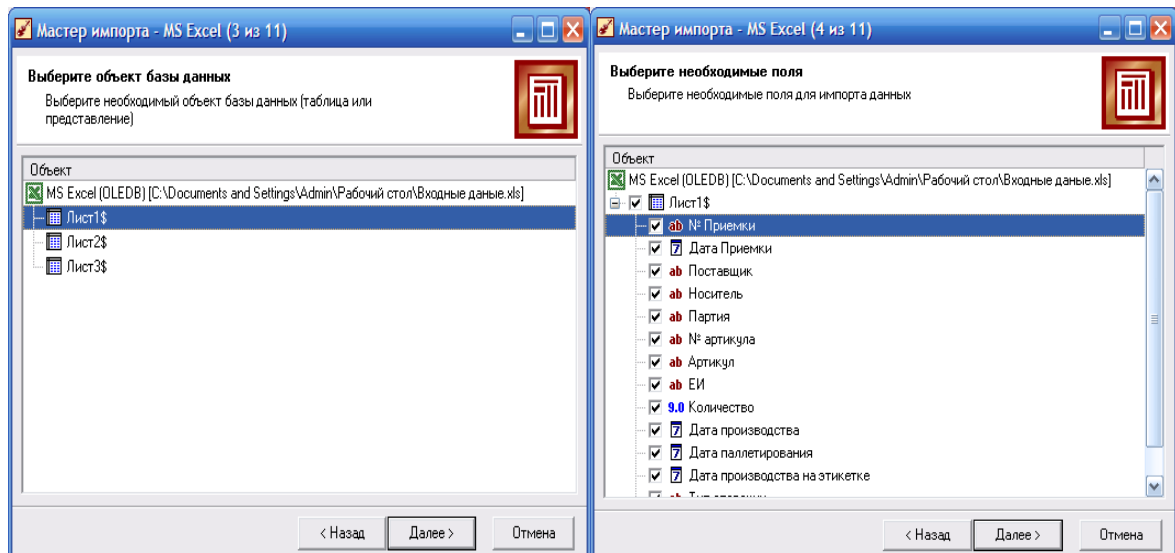 Мастер импорта - MS Excel (3 из 11)
Выберите объект базы данных
Выберите необходимый объект базы данных (таблица или
представление)
Объект
MS Excel (OLEDB) [C:\Documents and Settings\Admin\Рабочий стол\Входные даные.xls]
Лист1$
Лист2$
Лист3$
< Назад
Далее >
Отмена
Мастер импорта - MS Excel (4 из 11)
Выберите необходимые поля
Выберите необходимые поля для импорта данных
Объект
MS Excel (OLEDB) [C:\Documents and Settings\Admin\Рабочий стол\Входные даные.xls]
Лист1$
ab № Приемки
7 Дата Приемки
ab Поставщик
ab Носитель
ab Партия
ab № артикула
ab Артикул
ab ЕИ
9.0 Количество
7 Дата производства
7 Дата паллетирования
7 Дата производства на этикетке
< Назад
Далее >
Отмена